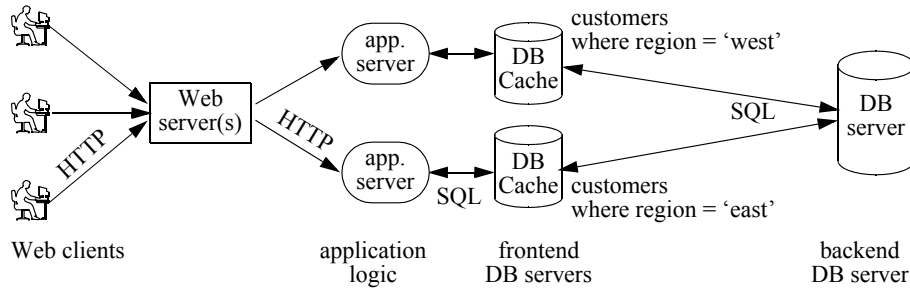 customers
where region = ‘west’
app.
server
DB
Cache
Web
server(s)
HTTP
HTTP
SQL
DB
server
app.
server
SQL
DB
Cache
customers
where region = ‘east’
Web clients
application
logic
frontend
DB servers
backend
DB server